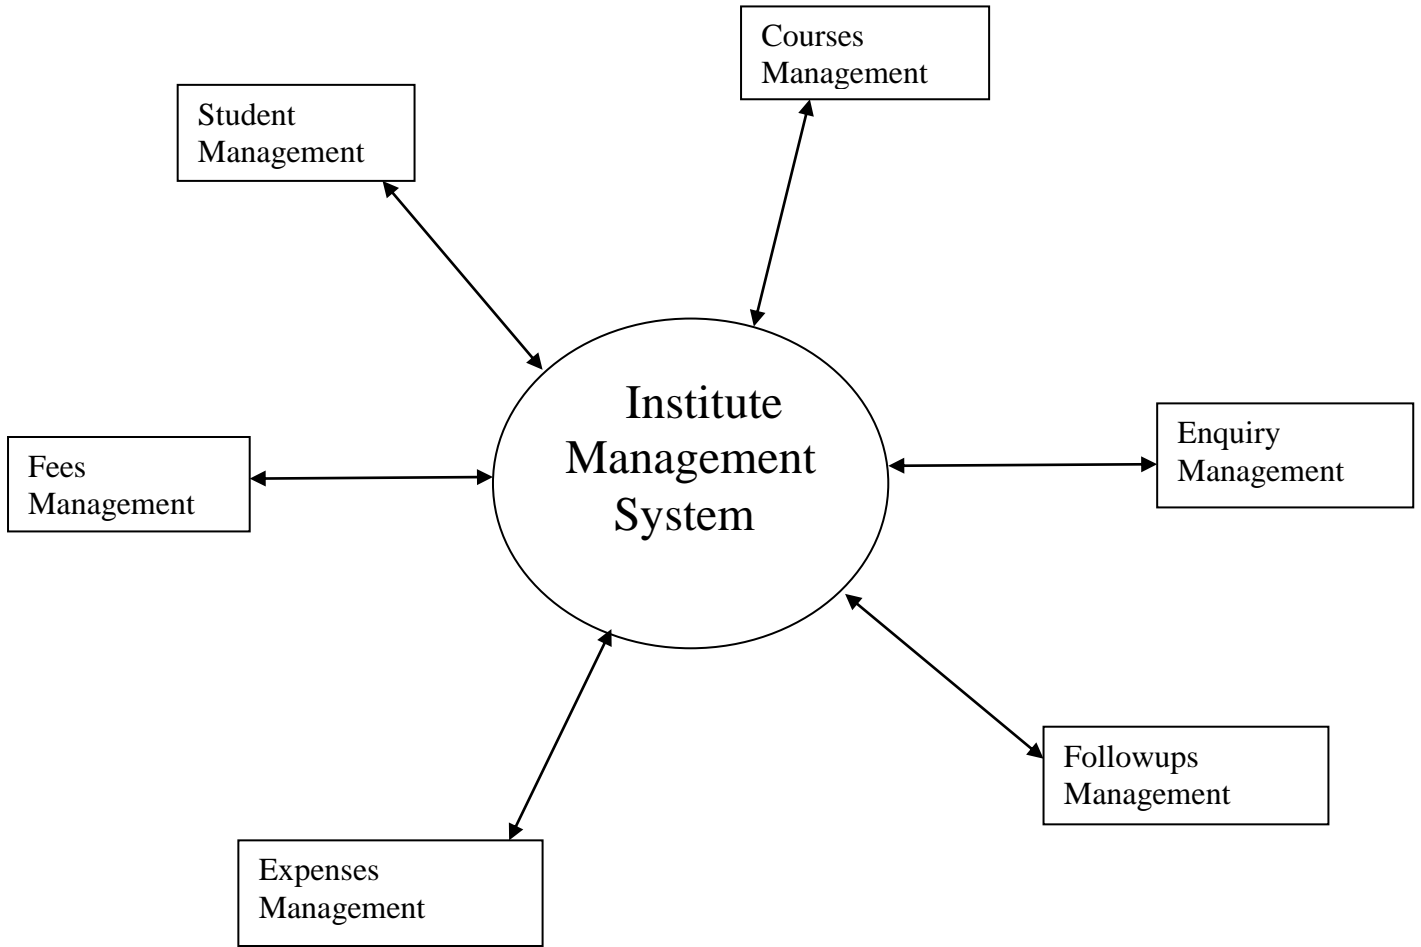 Courses
Management
Student
Management
Institute
Management
System
Enquiry
Management
Fees
Management
Followups
Management
Expenses
Management